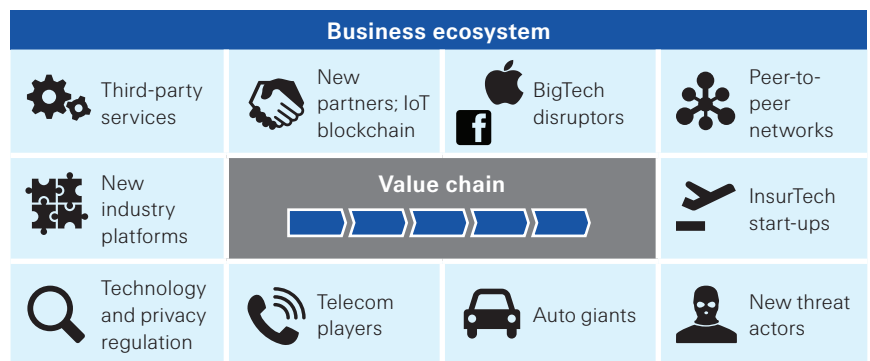 Business ecosystem
Third-party
services
New
partners; IoT
blockchain
f
BigTech
disruptors
Peer-to-
peer
networks
New
industry
platforms
Value chain
InsurTech
start-ups
Technology
and privacy
regulation
Telecom
players
Auto giants
New threat
actors